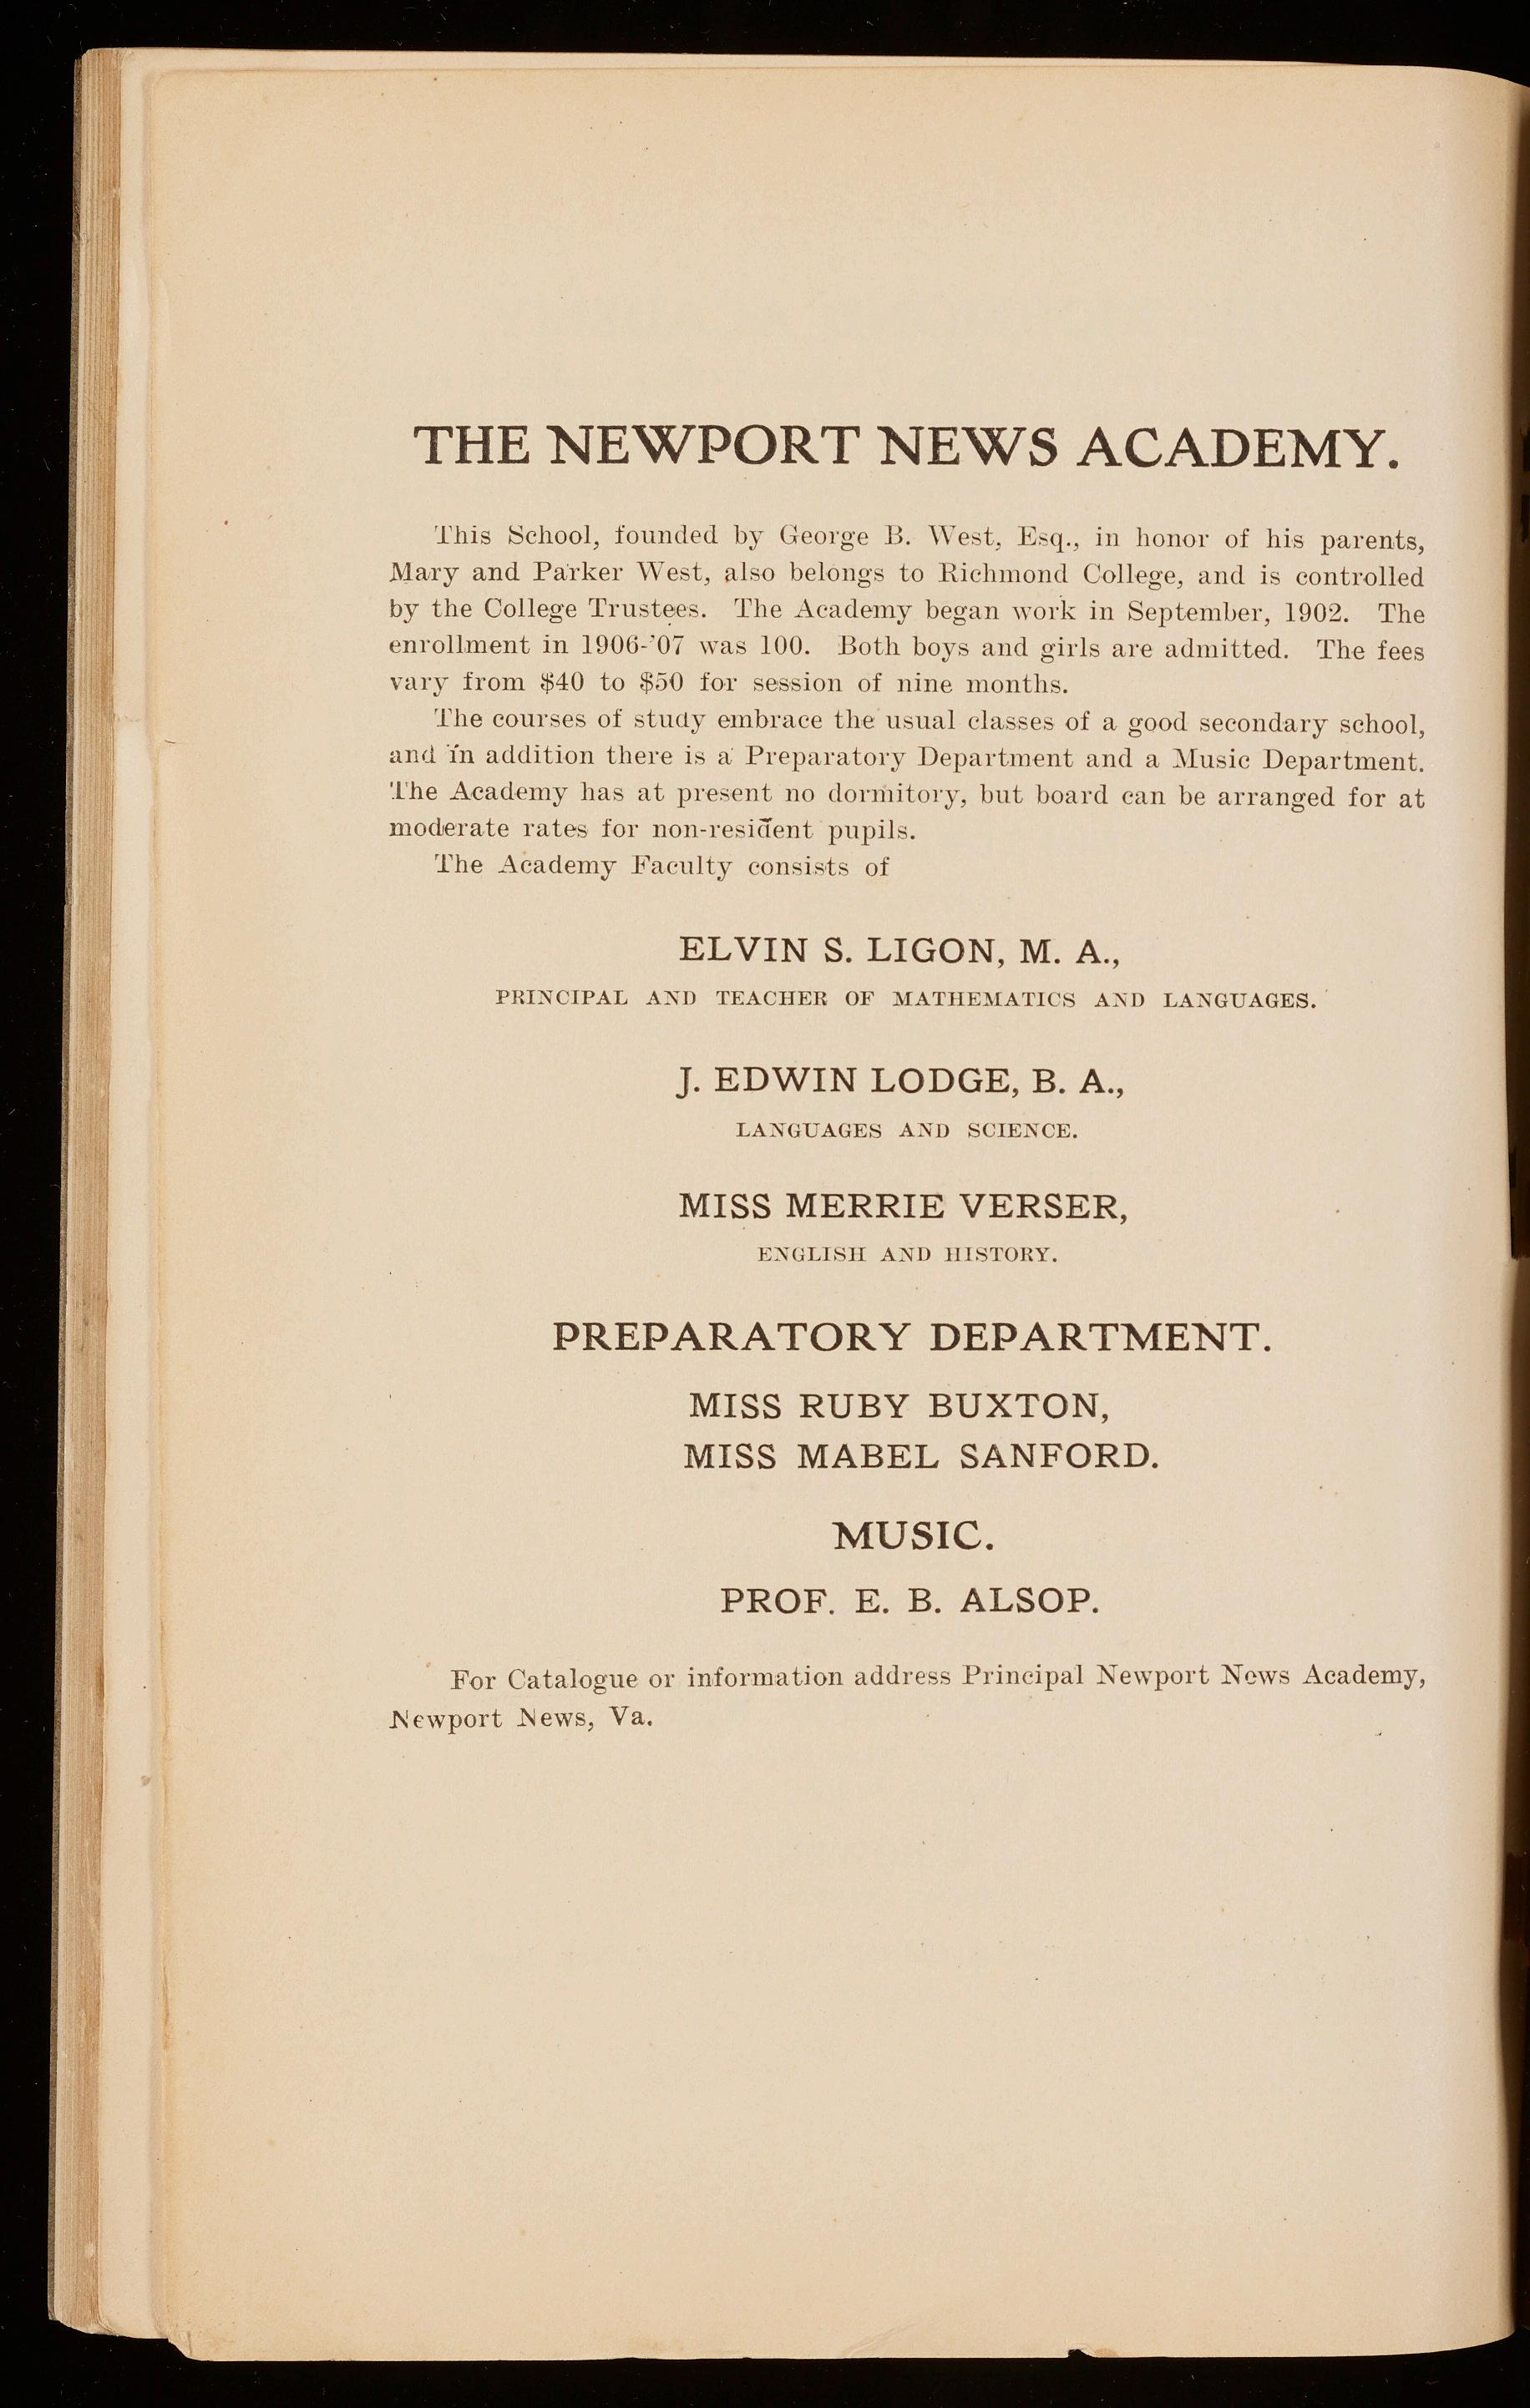 THE NEWPORT NEWS ACADEMY.
This School, founded by George B. West, Esq., in honor of his parents,
Mary and Parker West, also belongs to Richmond College, and is controlled
by the College Trustees. The Academy began work in September, 1902. The
enrollment in 1906-'07 was 100. Both boys and girls are admitted. The fees
vary from $40 to $50 for session of nine months.
The courses of study embrace the usual classes of a good secondary school,
and in addition there is a Preparatory Department and a Music Department.
The Academy has at present no dormitory, but board can be arranged for at
moderate rates for non-resident pupils.
The Academy Faculty consists of
ELVIN S. LIGON, M. A.,
PRINCIPAL AND TEACHER OF MATHEMATICS AND LANGUAGES.
J. EDWIN LODGE, B. A.,
LANGUAGES AND SCIENCE.
MISS MERRIE VERSER,
ENGLISH AND HISTORY.
PREPARATORY DEPARTMENT.
MISS RUBY BUXTON,
MISS MABEL SANFORD.
MUSIC.
PROF. E. B. ALSOP.
For Catalogue or information address Principal Newport News Academy,
Newport News, Va.